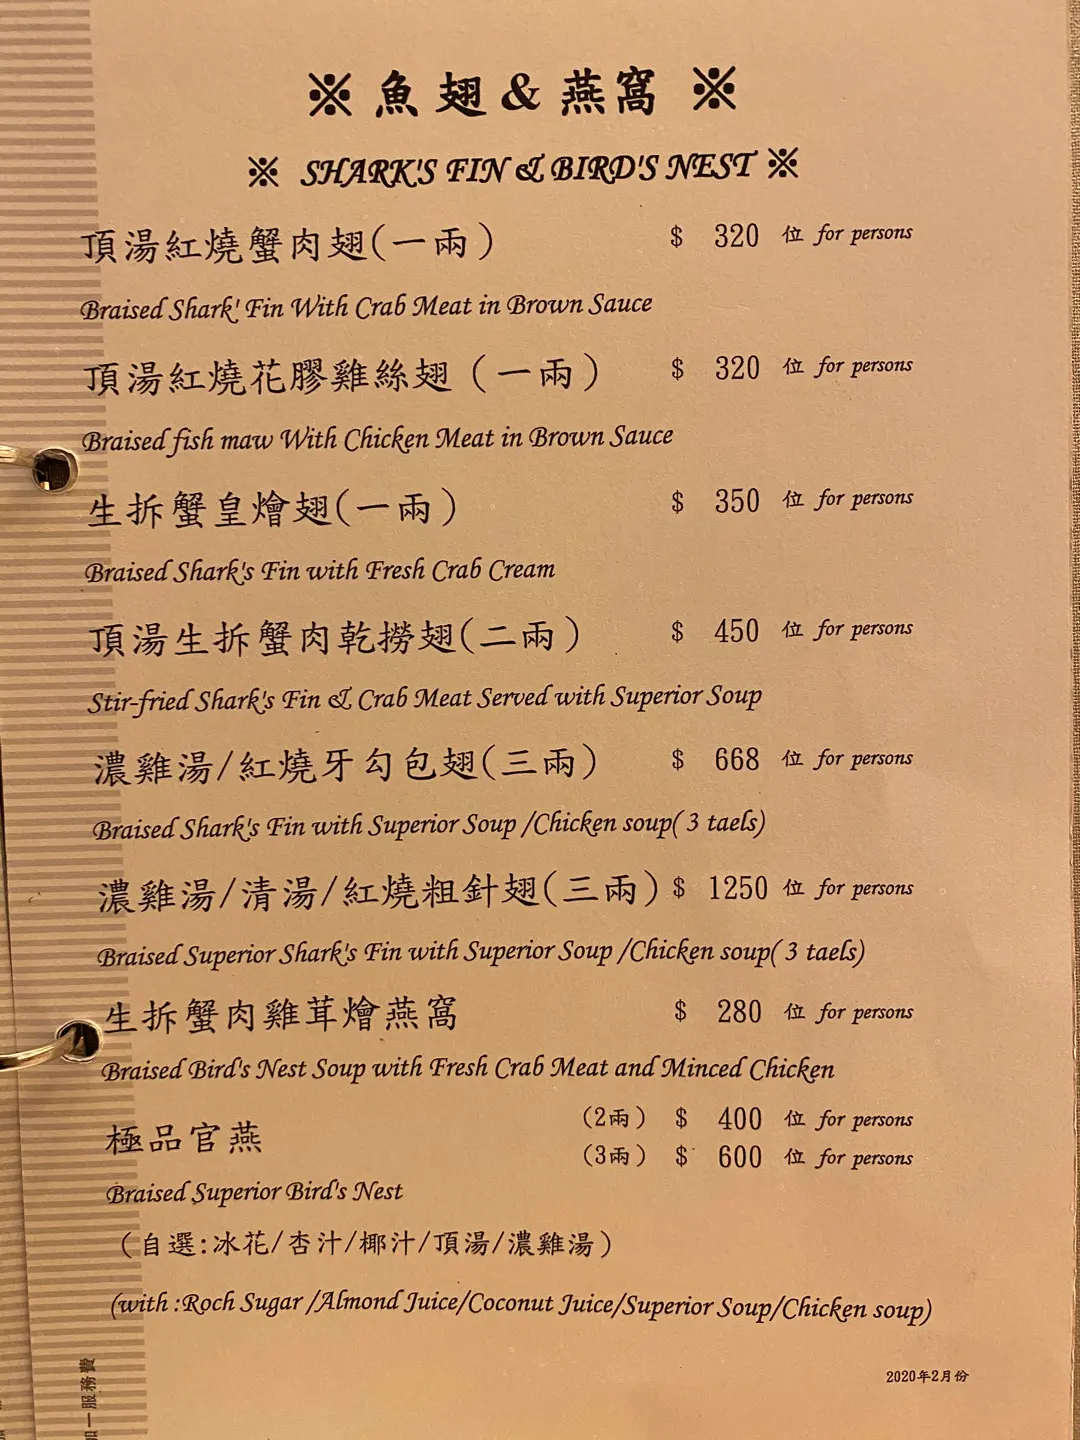 ※ 魚翅&燕窩 ※
※ SHARK'S FIN & BIRD'S NEST ※
頂湯紅燒蟹肉翅(一兩) $ 320 位 for persons
Braised Shark' Fin With Crab Meat in Brown Sauce
頂湯紅燒花膠雞絲翅(一兩) $ 320 位 for persons
Braised fish maw With Chicken Meat in Brown Sauce
生拆蟹皇燴翅(一兩) $ 350 位 for persons
Braised Shark's Fin with Fresh Crab Cream
頂湯生拆蟹肉乾撈翅(二兩) $ 450 位 for persons
Stir-fried Shark's Fin & Crab Meat Served with Superior Soup
濃雞湯/紅燒牙勾包翅(三兩) $ 668 位 for persons
Braised Shark's Fin with Superior Soup /Chicken soup( 3 taels)
濃雞湯/清湯/紅燒粗針翅(三兩) $ 1250 位 for persons
Braised Superior Shark's Fin with Superior Soup /Chicken soup( 3 taels)
生拆蟹肉雞茸燴燕窩 $ 280 位 for persons
Braised Bird's Nest Soup with Fresh Crab Meat and Minced Chicken
極品官燕 (2兩) $ 400 位 for persons
(3兩) $ 600 位 for persons
Braised Superior Bird's Nest
(自選:冰花/杏汁/椰汁/頂湯/濃雞湯)
(with :Roch Sugar /Almond Juice/Coconut Juice/Superior Soup/Chicken soup)
2020年2月份
加一服務費